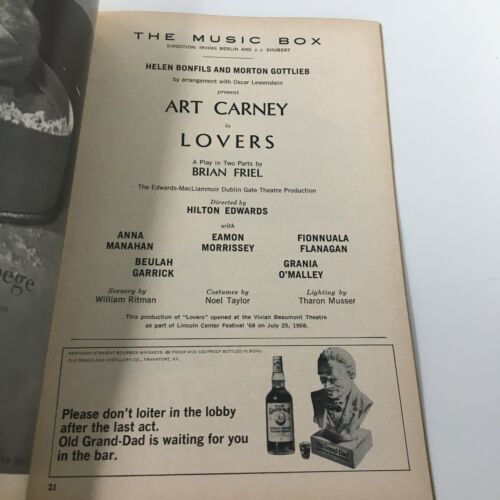 THE MUSIC BOX
DIRECTION: IRVING BERLIN AND J. J. SHUBERT
HELEN BONFILS AND MORTON GOTTLIEB
by arrangement with Oscar Lewenstein
present
ART CARNEY
in
LOVERS
A Play in Two Parts by
BRIAN FRIEL
The Edwards-MacLiammoir Dublin Gate Theatre Production
Directed by
HILTON EDWARDS
with
ANNA MANAHAN
EAMON MORRISSEY
FIONNUALA FLANAGAN
BEULAH GARRICK
GRANIA O'MALLEY
Scenery by
William Ritman
Costumes by
Noel Taylor
Lighting by
Tharon Musser
This production of "Lovers" opened at the Vivian Beaumont Theatre
as part of Lincoln Center Festival '68 on July 25, 1968.
KENTUCKY STRAIGHT BOURBON WHISKEYS. 86 PROOF AND 100 PROOF BOTTLED IN BOND.
OLD GRAND-DAD DISTILLERY CO., FRANKFORT, KY.
Please don't loiter in the lobby
after the last act.
Old Grand-Dad is waiting for you
in the bar.
Old Grand-Dad
21
ege